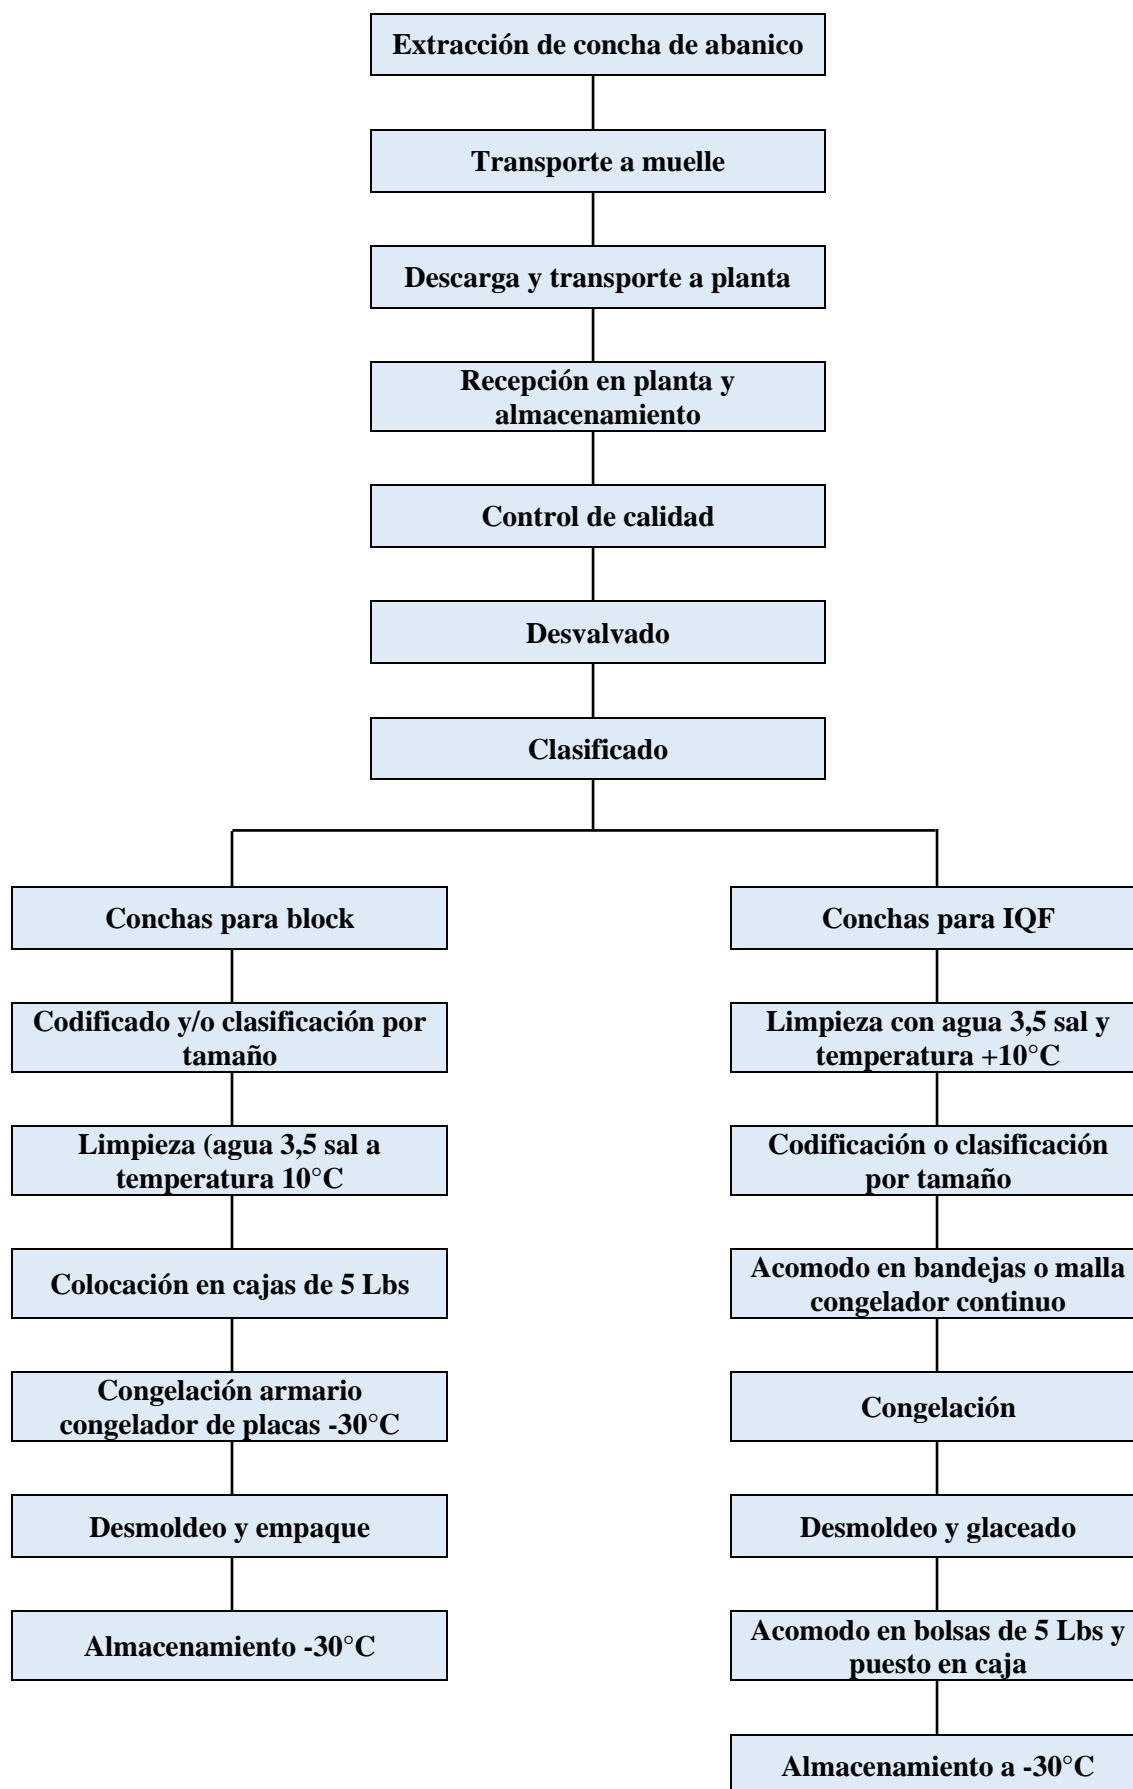 Extracción de concha de abanico
Transporte a muelle
Descarga y transporte a planta
Recepción en planta y
almacenamiento
Control de calidad
Desvalvado
Clasificado
Conchas para block
Codificado y/o clasificación por
tamaño
Limpieza (agua 3,5 sal a
temperatura 10°C
Colocación en cajas de 5 Lbs
Congelación armario
congelador de placas -30°C
Desmoldeo y empaque
Almacenamiento -30°C
Conchas para IQF
Limpieza con agua 3,5 sal y
temperatura +10°C
Codificación o clasificación
por tamaño
Acomodo en bandejas o malla
congelador continuo
Congelación
Desmoldeo y glaceado
Acomodo en bolsas de 5 Lbs y
puesto en caja
Almacenamiento a -30°C